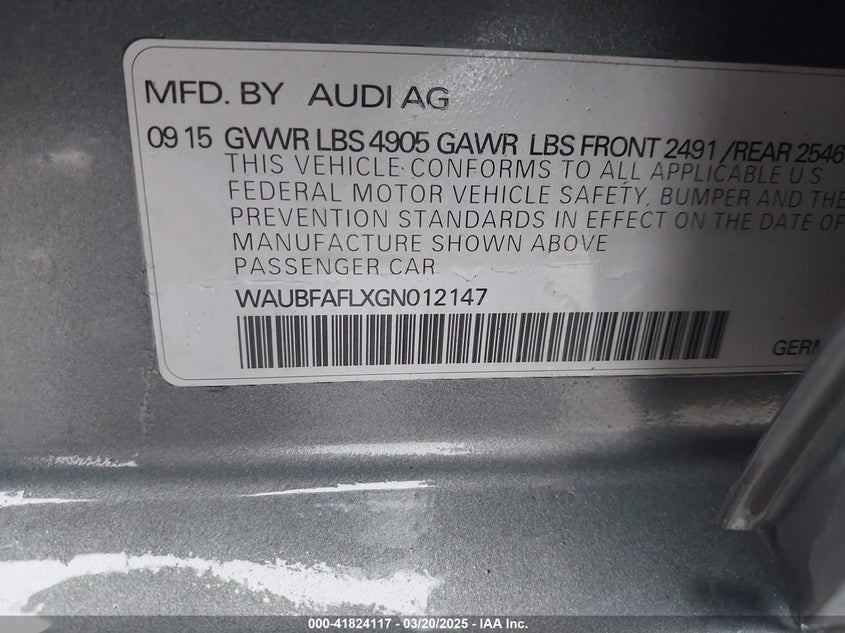 MFD. BY AUDI AG
09 15 GVWR LBS 4905 GAWR LBS FRONT 2491 /REAR 2546
THIS VEHICLE CONFORMS TO ALL APPLICABLE U S
FEDERAL MOTOR VEHICLE SAFETY, BUMPER AND THE
PREVENTION STANDARDS IN EFFECT ON THE DATE OF
MANUFACTURE SHOWN ABOVE
PASSENGER CAR
WAUBFAFLXGN012147
GERM
000-41824117 - 03/20/2025 - IAA Inc.